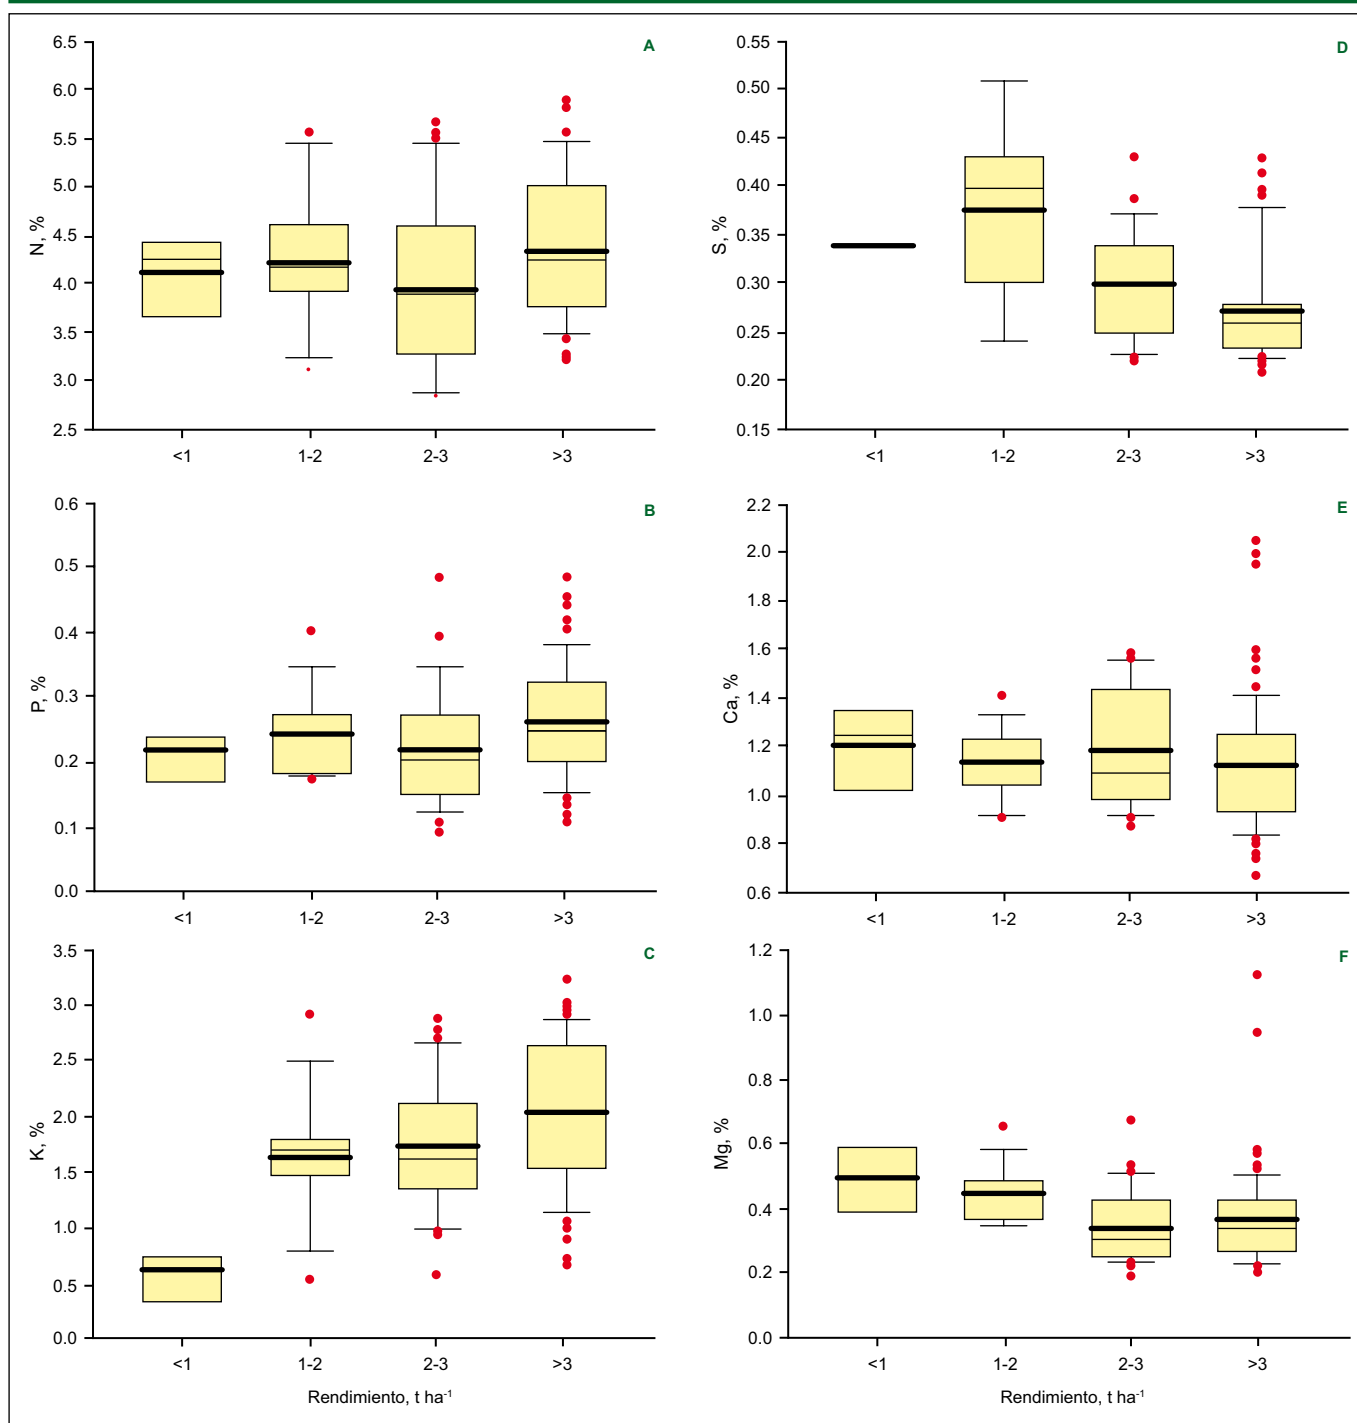 A
6.5
6.0
5.5
5.0
4.5
4.0
3.5
3.0
2.5
N, %
<1 1-2 2-3 >3
D
0.55
0.50
0.45
0.40
0.35
0.30
0.25
0.20
0.15
S, %
<1 1-2 2-3 >3
B
0.6
0.5
0.4
0.3
0.2
0.1
0.0
P, %
<1 1-2 2-3 >3
E
2.2
2.0
1.8
1.6
1.4
1.2
1.0
0.8
0.6
Ca, %
<1 1-2 2-3 >3
C
3.5
3.0
2.5
2.0
1.5
1.0
0.5
0.0
K, %
<1 1-2 2-3 >3
Rendimiento, t ha⁻¹
F
1.2
1.0
0.8
0.6
0.4
0.2
0.0
Mg, %
<1 1-2 2-3 >3
Rendimiento, t ha⁻¹